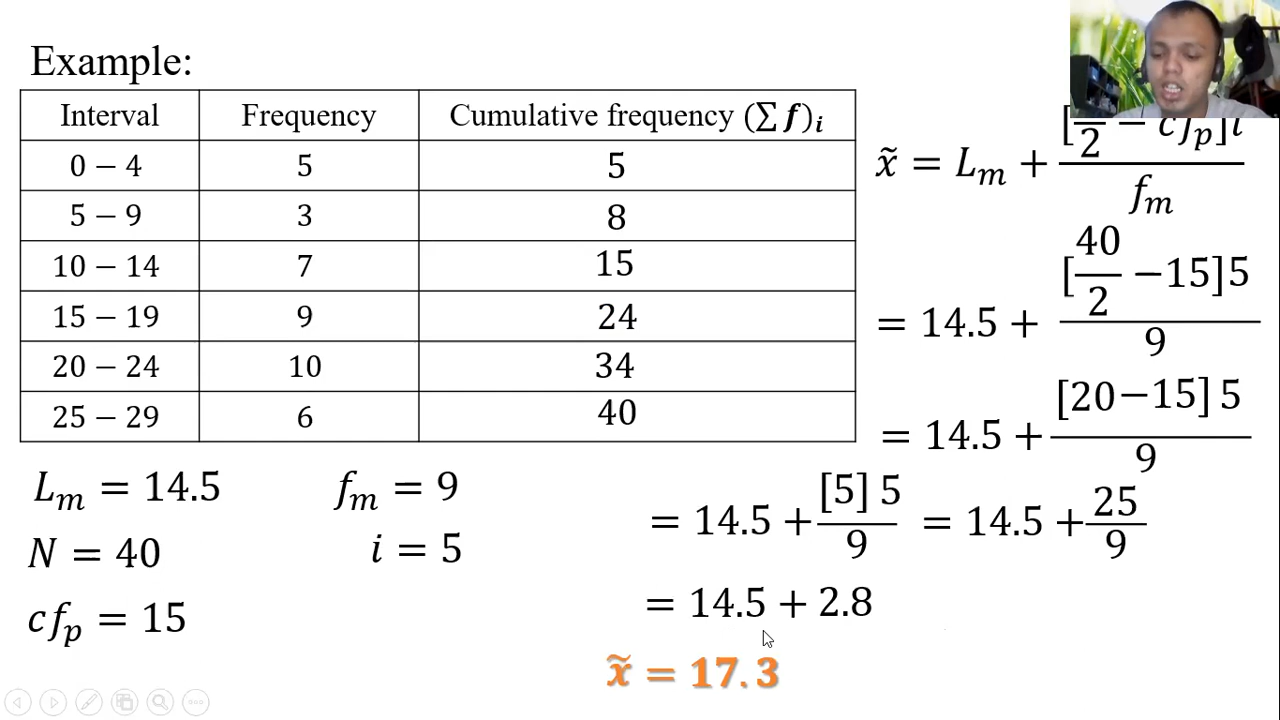 Example:
Interval Frequency Cumulative frequency (∑ f)ᵢ
0 − 4 5 5
5 − 9 3 8
10 − 14 7 15
15 − 19 9 24
20 − 24 10 34
25 − 29 6 40
Lₘ = 14.5 fₘ = 9
N = 40 i = 5
cfₚ = 15
x̃ = Lₘ + [/2 − cfₚ]i / fₘ
= 14.5 + [40/2 −15]5 / 9
= 14.5 + [20−15] 5 / 9
= 14.5 + [5] 5 / 9 = 14.5 + 25/9
= 14.5 + 2.8
x̃ = 17.3